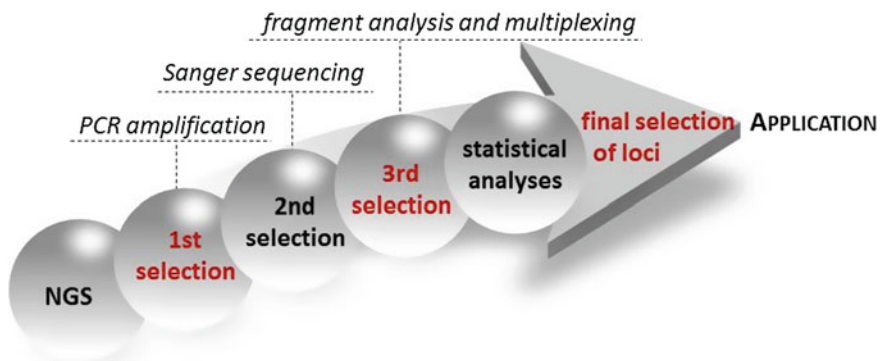 fragment analysis and multiplexing
Sanger sequencing
PCR amplification
NGS
1st
selection
2nd
selection
3rd
selection
statistical
analyses
final selection
of loci
APPLICATION